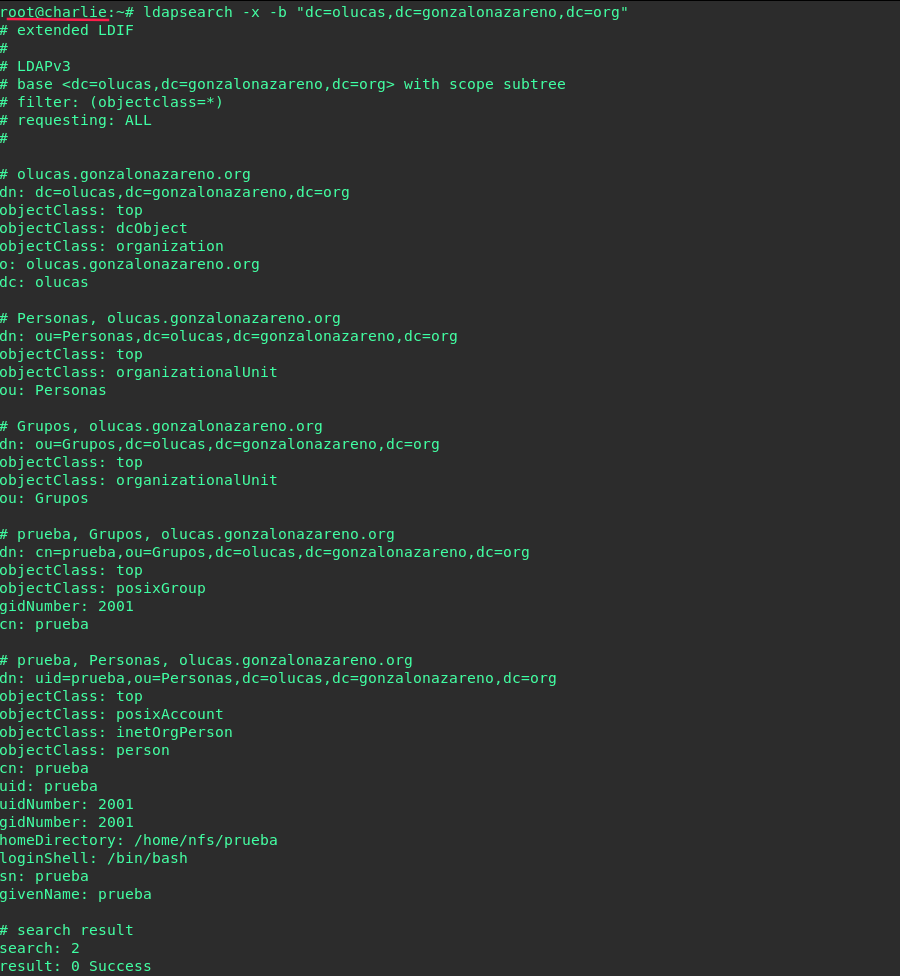 root@charlie:~# ldapsearch -x -b "dc=olucas,dc=gonzalonazareno,dc=org"
# extended LDIF
#
# LDAPv3
# base <dc=olucas,dc=gonzalonazareno,dc=org> with scope subtree
# filter: (objectclass=*)
# requesting: ALL
#

# olucas.gonzalonazareno.org
dn: dc=olucas,dc=gonzalonazareno,dc=org
objectClass: top
objectClass: dcObject
objectClass: organization
o: olucas.gonzalonazareno.org
dc: olucas

# Personas, olucas.gonzalonazareno.org
dn: ou=Personas,dc=olucas,dc=gonzalonazareno,dc=org
objectClass: top
objectClass: organizationalUnit
ou: Personas

# Grupos, olucas.gonzalonazareno.org
dn: ou=Grupos,dc=olucas,dc=gonzalonazareno,dc=org
objectClass: top
objectClass: organizationalUnit
ou: Grupos

# prueba, Grupos, olucas.gonzalonazareno.org
dn: cn=prueba,ou=Grupos,dc=olucas,dc=gonzalonazareno,dc=org
objectClass: top
objectClass: posixGroup
gidNumber: 2001
cn: prueba

# prueba, Personas, olucas.gonzalonazareno.org
dn: uid=prueba,ou=Personas,dc=olucas,dc=gonzalonazareno,dc=org
objectClass: top
objectClass: posixAccount
objectClass: inetOrgPerson
objectClass: person
cn: prueba
uid: prueba
uidNumber: 2001
gidNumber: 2001
homeDirectory: /home/nfs/prueba
loginShell: /bin/bash
sn: prueba
givenName: prueba

# search result
search: 2
result: 0 Success